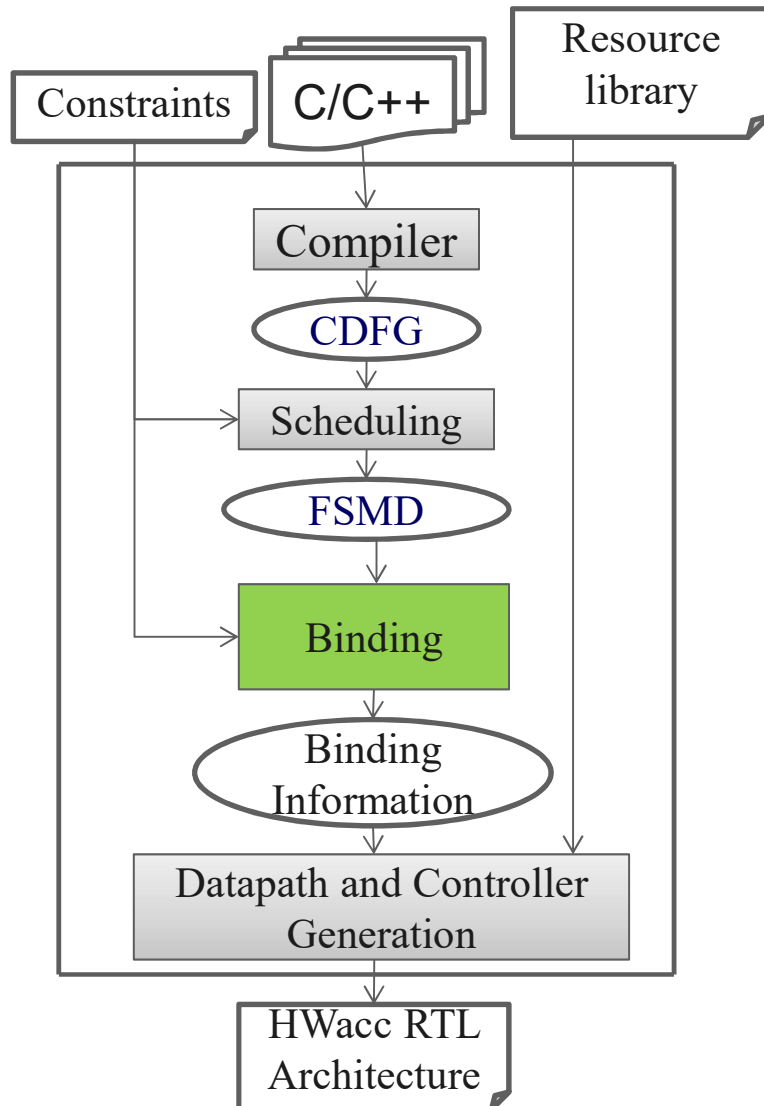 Constraints
C/C++
Resource
library
Compiler
CDFG
Scheduling
FSMD
Binding
Binding
Information
Datapath and Controller
Generation
HWacc RTL
Architecture